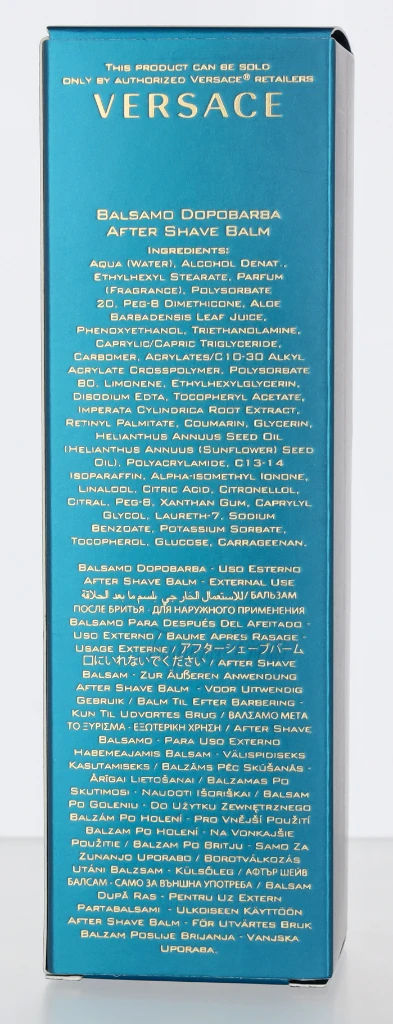 THIS PRODUCT CAN BE SOLD
ONLY BY AUTHORIZED VERSACE® RETAILERS
VERSACE
BALSAMO DOPOBARBA
AFTER SHAVE BALM
INGREDIENTS:
AQUA (WATER), ALCOHOL DENAT.,
ETHYLHEXYL STEARATE, PARFUM
(FRAGRANCE), POLYSORBATE
20, PEG-8 DIMETHICONE, ALOE
BARBADENSIS LEAF JUICE,
PHENOXYETHANOL, TRIETHANOLAMINE,
CAPRYLIC/CAPRIC TRIGLYCERIDE,
CARBOMER, ACRYLATES/C10-30 ALKYL
ACRYLATE CROSSPOLYMER, POLYSORBATE
80, LIMONENE, ETHYLHEXYLGLYCERIN,
DISODIUM EDTA, TOCOPHERYL ACETATE,
IMPERATA CYLINDRICA ROOT EXTRACT,
RETINYL PALMITATE, COUMARIN, GLYCERIN,
HELIANTHUS ANNUUS SEED OIL
(HELIANTHUS ANNUUS (SUNFLOWER) SEED
OIL), POLYACRYLAMIDE, C13-14
ISOPARAFFIN, ALPHA-ISOMETHYL IONONE,
LINALOOL, CITRIC ACID, CITRONELLOL,
CITRAL, PEG-8, XANTHAN GUM, CAPRYLYL
GLYCOL, LAURETH-7, SODIUM
BENZOATE, POTASSIUM SORBATE,
TOCOPHEROL, GLUCOSE, CARRAGEENAN.
BALSAMO DOPOBARBA - USO ESTERNO
AFTER SHAVE BALM - EXTERNAL USE
بلسم ما بعد الحلاقة للاستعمال الخارجي / БАЛЬЗАМ
ПОСЛЕ БРИТЬЯ - ДЛЯ НАРУЖНОГО ПРИМЕНЕНИЯ
BALSAMO PARA DESPUÉS DEL AFEITADO -
USO EXTERNO / BAUME APRES RASAGE -
USAGE EXTERNE / アフターシェーブバーム
口にいれないでください / AFTER SHAVE
BALSAM - ZUR ÄUßEREN ANWENDUNG
AFTER SHAVE BALM - VOOR UITWENDIG
GEBRUIK / BALM TIL EFTER BARBERING -
KUN TIL UDVORTES BRUG / ΒΑΛΣΑΜΟ ΜΕΤΑ
ΤΟ ΞΥΡΙΣΜΑ - ΕΞΩΤΕΡΙΚΗ ΧΡΗΣΗ / AFTER SHAVE
BALSAMO - PARA USO EXTERNO
HABEMEAJAMIS BALSAM - VÄLISPIDISEKS
KASUTAMISEKS / BALZĀMS PĒC SKŪŠANĀS -
ĀRĪGAI LIETOŠANAI / BALZAMAS PO
SKUTIMOSI - NAUDOTI IŠORIŠKAI / BALSAM
PO GOLENIU - DO UŻYTKU ZEWNĘTRZNEGO
BALZÁM PO HOLENÍ - PRO VNĚJŠÍ POUŽITÍ
BALZAM PO HOLENÍ - NA VONKAJŠIE
POUŽITIE / BALZAM PO BRITJU - SAMO ZA
ZUNANJO UPORABO / BOROTVÁLKOZÁS
UTÁNI BALZSAM - KÜLSŐLEG / АФТЪР ШЕЙВ
БАЛСАМ - САМО ЗА ВЪНШНА УПОТРЕБА / BALSAM
DUPĂ RAS - PENTRU UZ EXTERN
PARTABALSAMI - ULKOISEEN KÄYTTÖÖN
AFTER SHAVE BALM - FÖR UTVÄRTES BRUK
BALZAM POSLIJE BRIJANJA - VANJSKA
UPORABA.